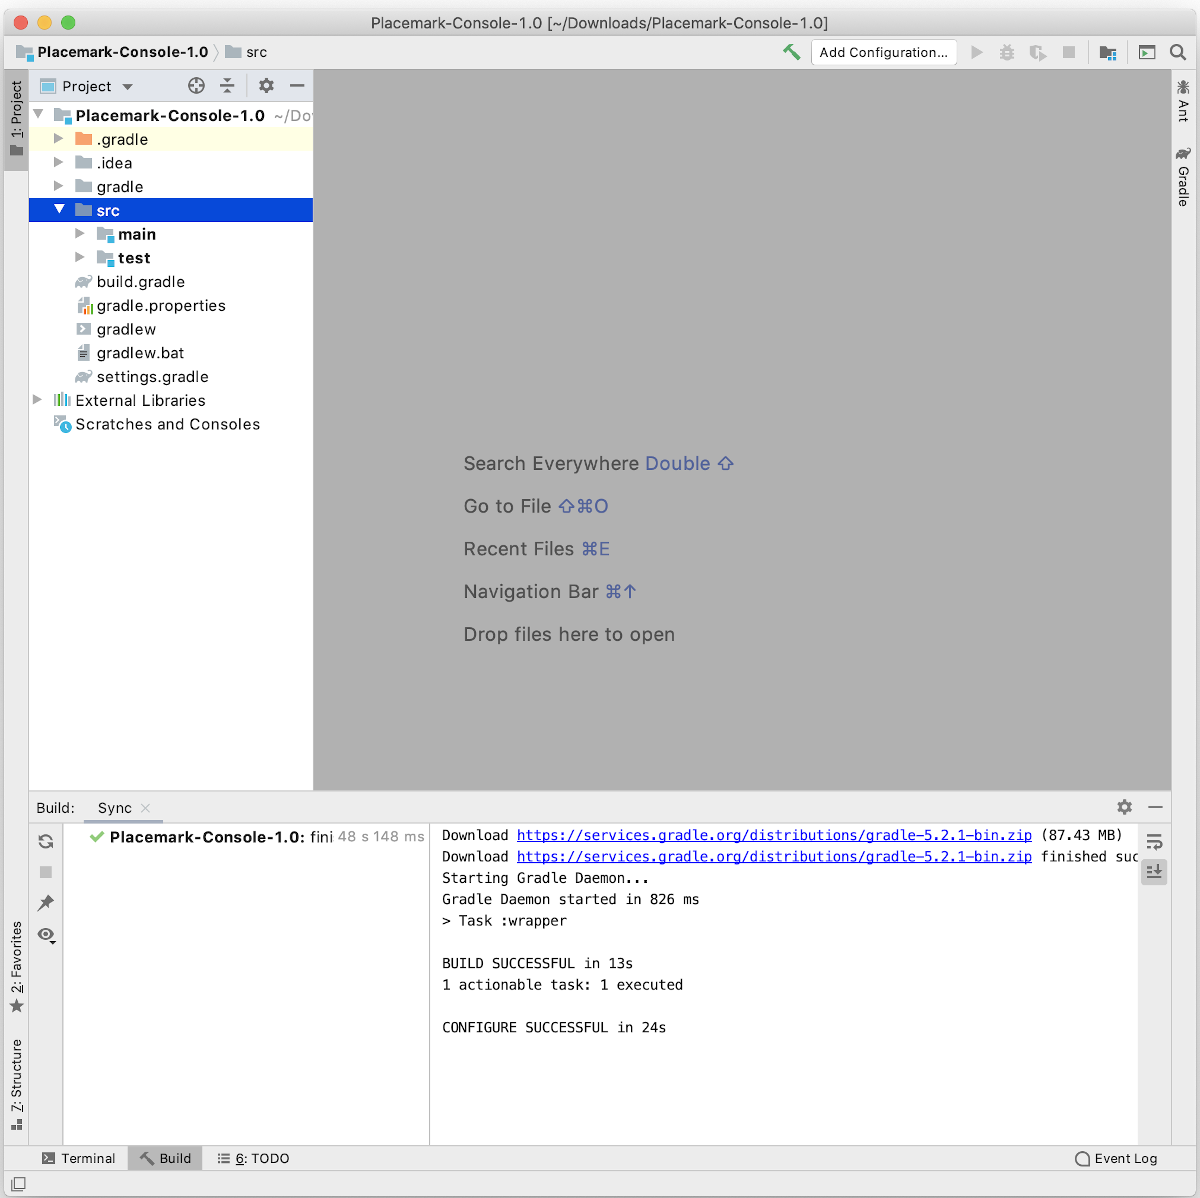 Placemark-Console-1.0 [~/Downloads/Placemark-Console-1.0]
Placemark-Console-1.0
src
Add Configuration...
1: Project
Project
Placemark-Console-1.0 ~/Do
.gradle
.idea
gradle
src
main
test
build.gradle
gradle.properties
gradlew
gradlew.bat
settings.gradle
External Libraries
Scratches and Consoles
Search Everywhere Double ⇧
Go to File ⇧⌘O
Recent Files ⌘E
Navigation Bar ⌘↑
Drop files here to open
Ant
Gradle
Build:
Sync
Placemark-Console-1.0: fini 48 s 148 ms
Download https://services.gradle.org/distributions/gradle-5.2.1-bin.zip (87.43 MB)
Download https://services.gradle.org/distributions/gradle-5.2.1-bin.zip finished suc
Starting Gradle Daemon...
Gradle Daemon started in 826 ms
> Task :wrapper
BUILD SUCCESSFUL in 13s
1 actionable task: 1 executed
CONFIGURE SUCCESSFUL in 24s
2: Favorites
7: Structure
Terminal
Build
6: TODO
Event Log